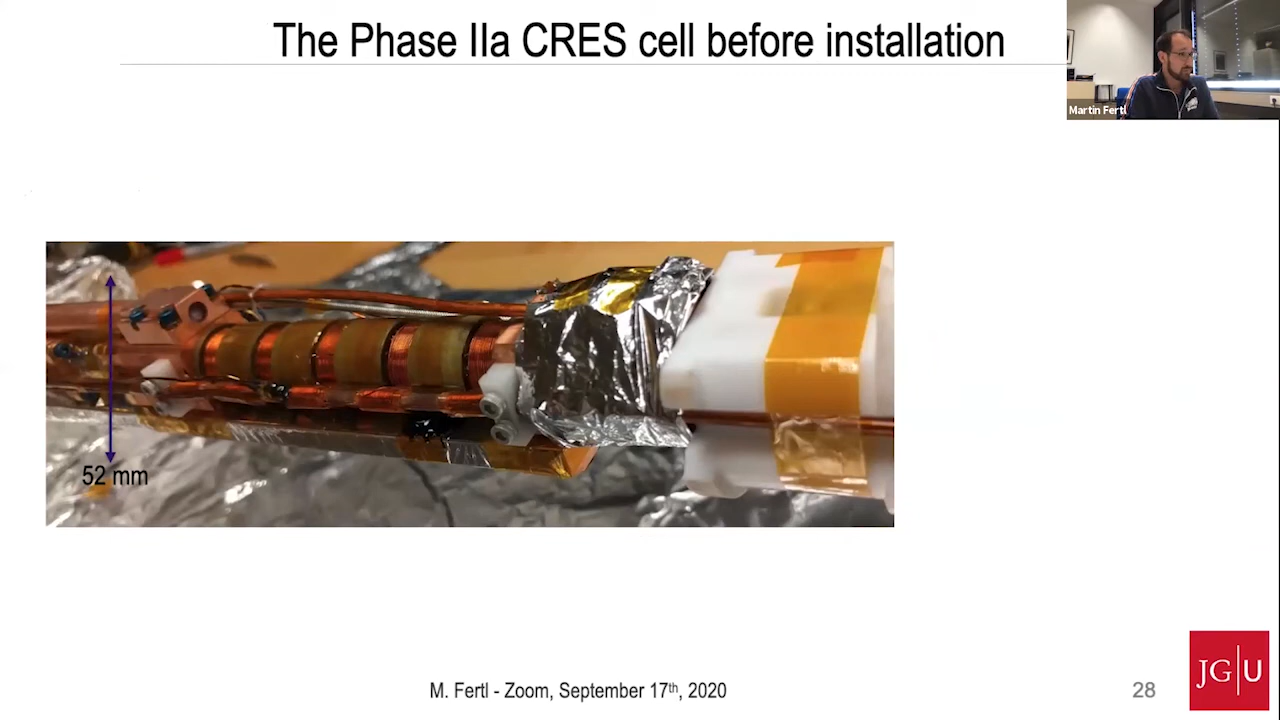 The Phase IIa CRES cell before installation
Martin Fertl
52 mm
M. Fertl - Zoom, September 17th, 2020
28
JG|U